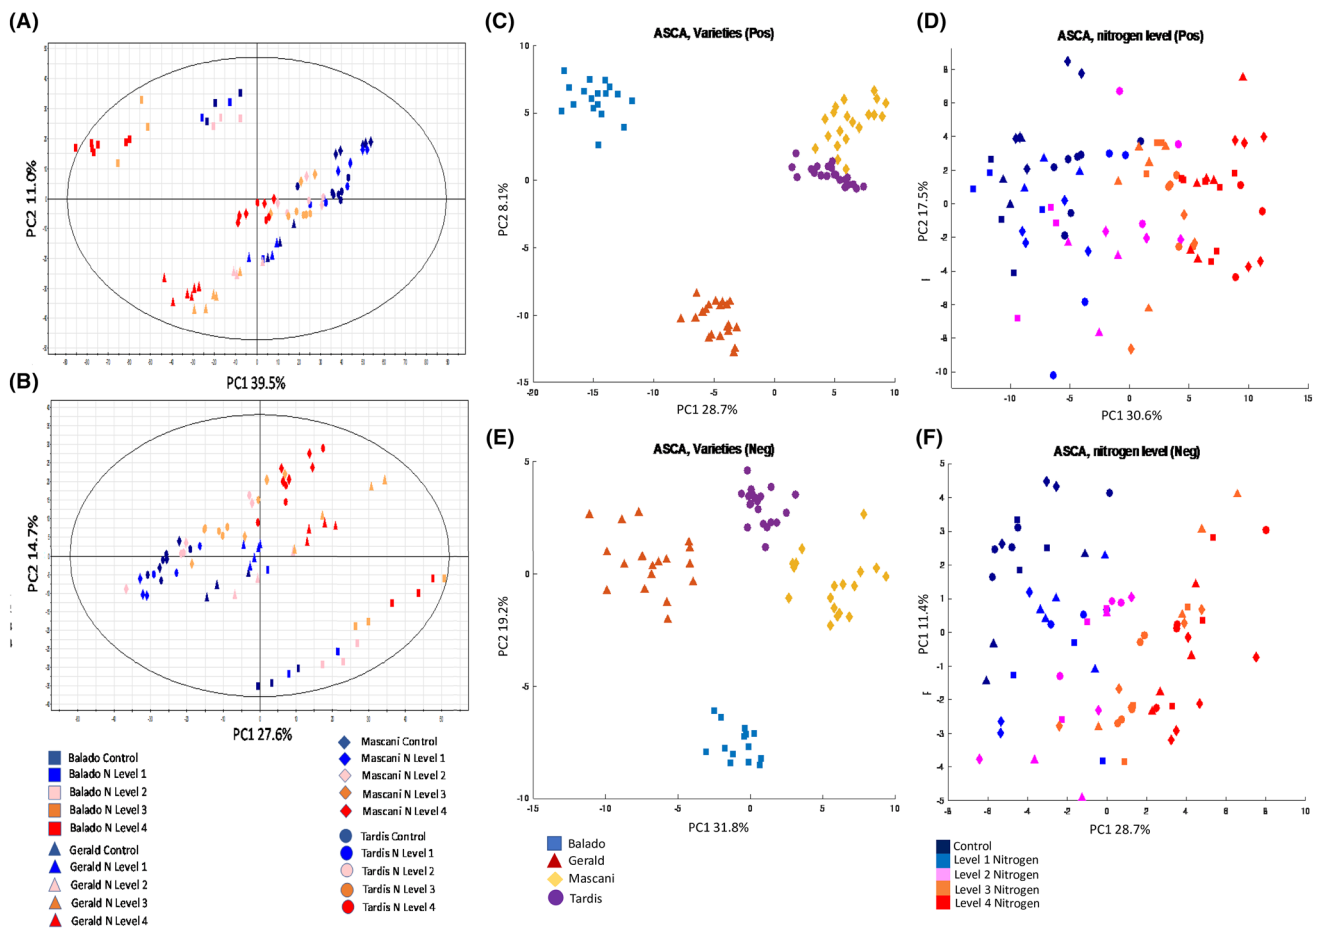 (A)
PC2 11.0%
PC1 39.5%
(B)
PC2 14.7%
PC1 27.6%
Balado Control
Balado N Level 1
Balado N Level 2
Balado N Level 3
Balado N Level 4
Gerald Control
Gerald N Level 1
Gerald N Level 2
Gerald N Level 3
Gerald N Level 4
Mascani Control
Mascani N Level 1
Mascani N Level 2
Mascani N Level 3
Mascani N Level 4
Tardis Control
Tardis N Level 1
Tardis N Level 2
Tardis N Level 3
Tardis N Level 4
(C)
ASCA, Varieties (Pos)
10
5
0
-5
-10
-15
PC2 8.1%
-15 -10 -5 0 5 10
PC1 28.7%
(D)
ASCA, nitrogen level (Pos)
8
6
4
2
0
-2
-4
-6
-8
-10
PC2 17.5%
-10 -5 0 5 10 15
PC1 30.6%
(E)
ASCA, Varieties (Neg)
5
0
-5
-10
PC2 19.2%
-15 -10 -5 0 5 10
PC1 31.8%
Balado
Gerald
Mascani
Tardis
(F)
ASCA, nitrogen level (Neg)
5
4
3
2
1
0
-1
-2
-3
-4
-5
PC1 11.4%
-8 -6 -4 -2 0 2 4 6 8 10
PC1 28.7%
Control
Level 1 Nitrogen
Level 2 Nitrogen
Level 3 Nitrogen
Level 4 Nitrogen